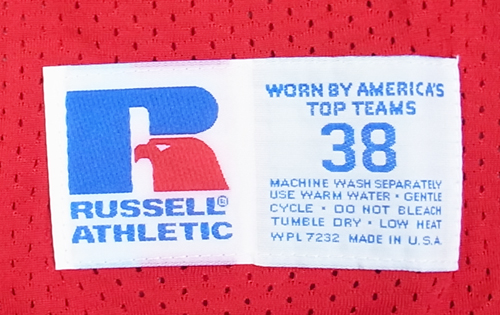 RUSSELL®
ATHLETIC
WORN BY AMERICA'S
TOP TEAMS
38
MACHINE WASH SEPARATELY
USE WARM WATER • GENTLE
CYCLE • DO NOT BLEACH
TUMBLE DRY • LOW HEAT
WPL 7232 MADE IN U.S.A.